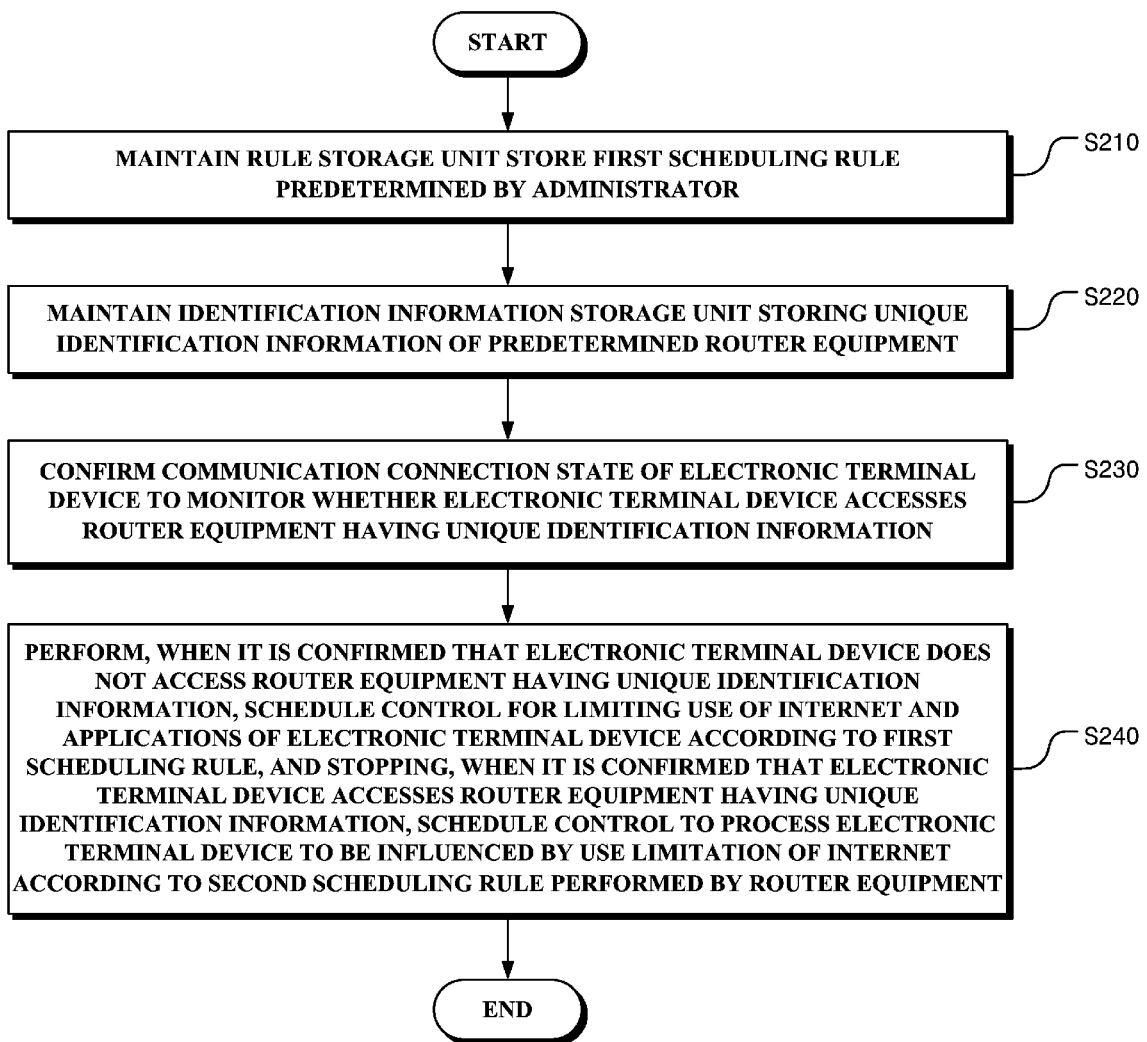 START
MAINTAIN RULE STORAGE UNIT STORE FIRST SCHEDULING RULE
PREDETERMINED BY ADMINISTRATOR
S210
MAINTAIN IDENTIFICATION INFORMATION STORAGE UNIT STORING UNIQUE
IDENTIFICATION INFORMATION OF PREDETERMINED ROUTER EQUIPMENT
S220
CONFIRM COMMUNICATION CONNECTION STATE OF ELECTRONIC TERMINAL
DEVICE TO MONITOR WHETHER ELECTRONIC TERMINAL DEVICE ACCESSES
ROUTER EQUIPMENT HAVING UNIQUE IDENTIFICATION INFORMATION
S230
PERFORM, WHEN IT IS CONFIRMED THAT ELECTRONIC TERMINAL DEVICE DOES
NOT ACCESS ROUTER EQUIPMENT HAVING UNIQUE IDENTIFICATION
INFORMATION, SCHEDULE CONTROL FOR LIMITING USE OF INTERNET AND
APPLICATIONS OF ELECTRONIC TERMINAL DEVICE ACCORDING TO FIRST
SCHEDULING RULE, AND STOPPING, WHEN IT IS CONFIRMED THAT ELECTRONIC
TERMINAL DEVICE ACCESSES ROUTER EQUIPMENT HAVING UNIQUE
IDENTIFICATION INFORMATION, SCHEDULE CONTROL TO PROCESS ELECTRONIC
TERMINAL DEVICE TO BE INFLUENCED BY USE LIMITATION OF INTERNET
ACCORDING TO SECOND SCHEDULING RULE PERFORMED BY ROUTER EQUIPMENT
S240
END